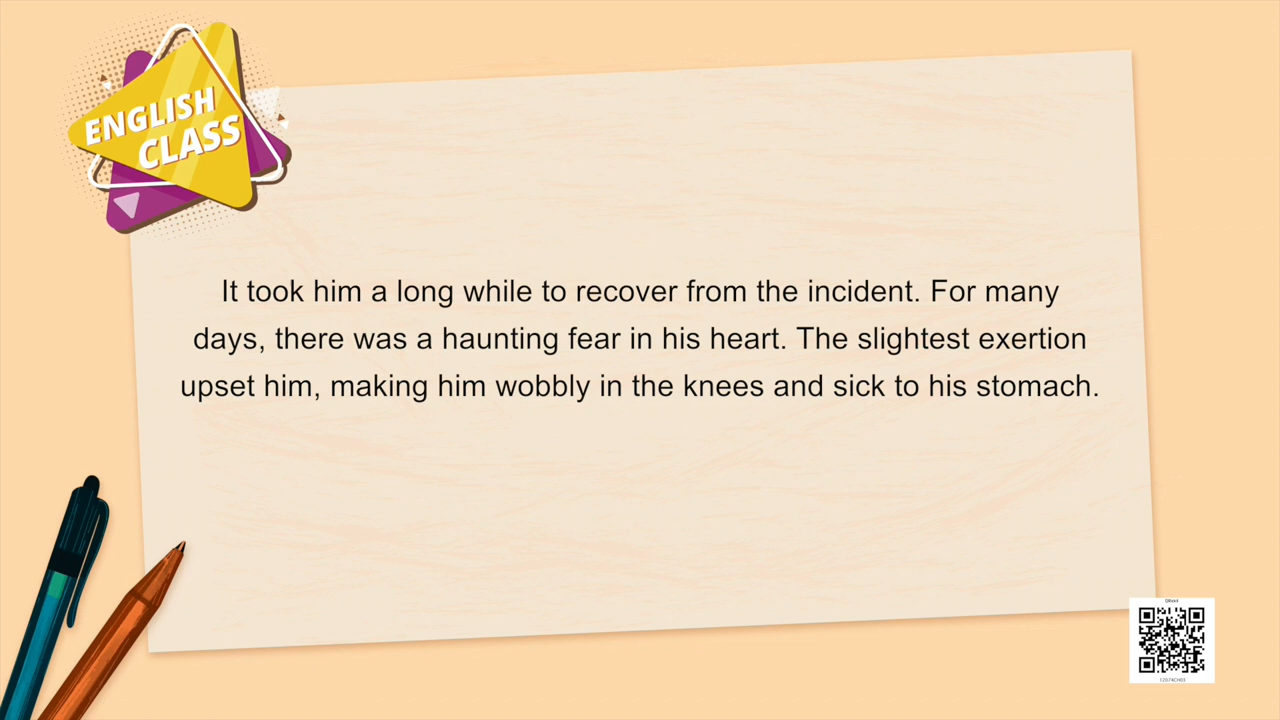 ENGLISH
CLASS
It took him a long while to recover from the incident. For many
days, there was a haunting fear in his heart. The slightest exertion
upset him, making him wobbly in the knees and sick to his stomach.